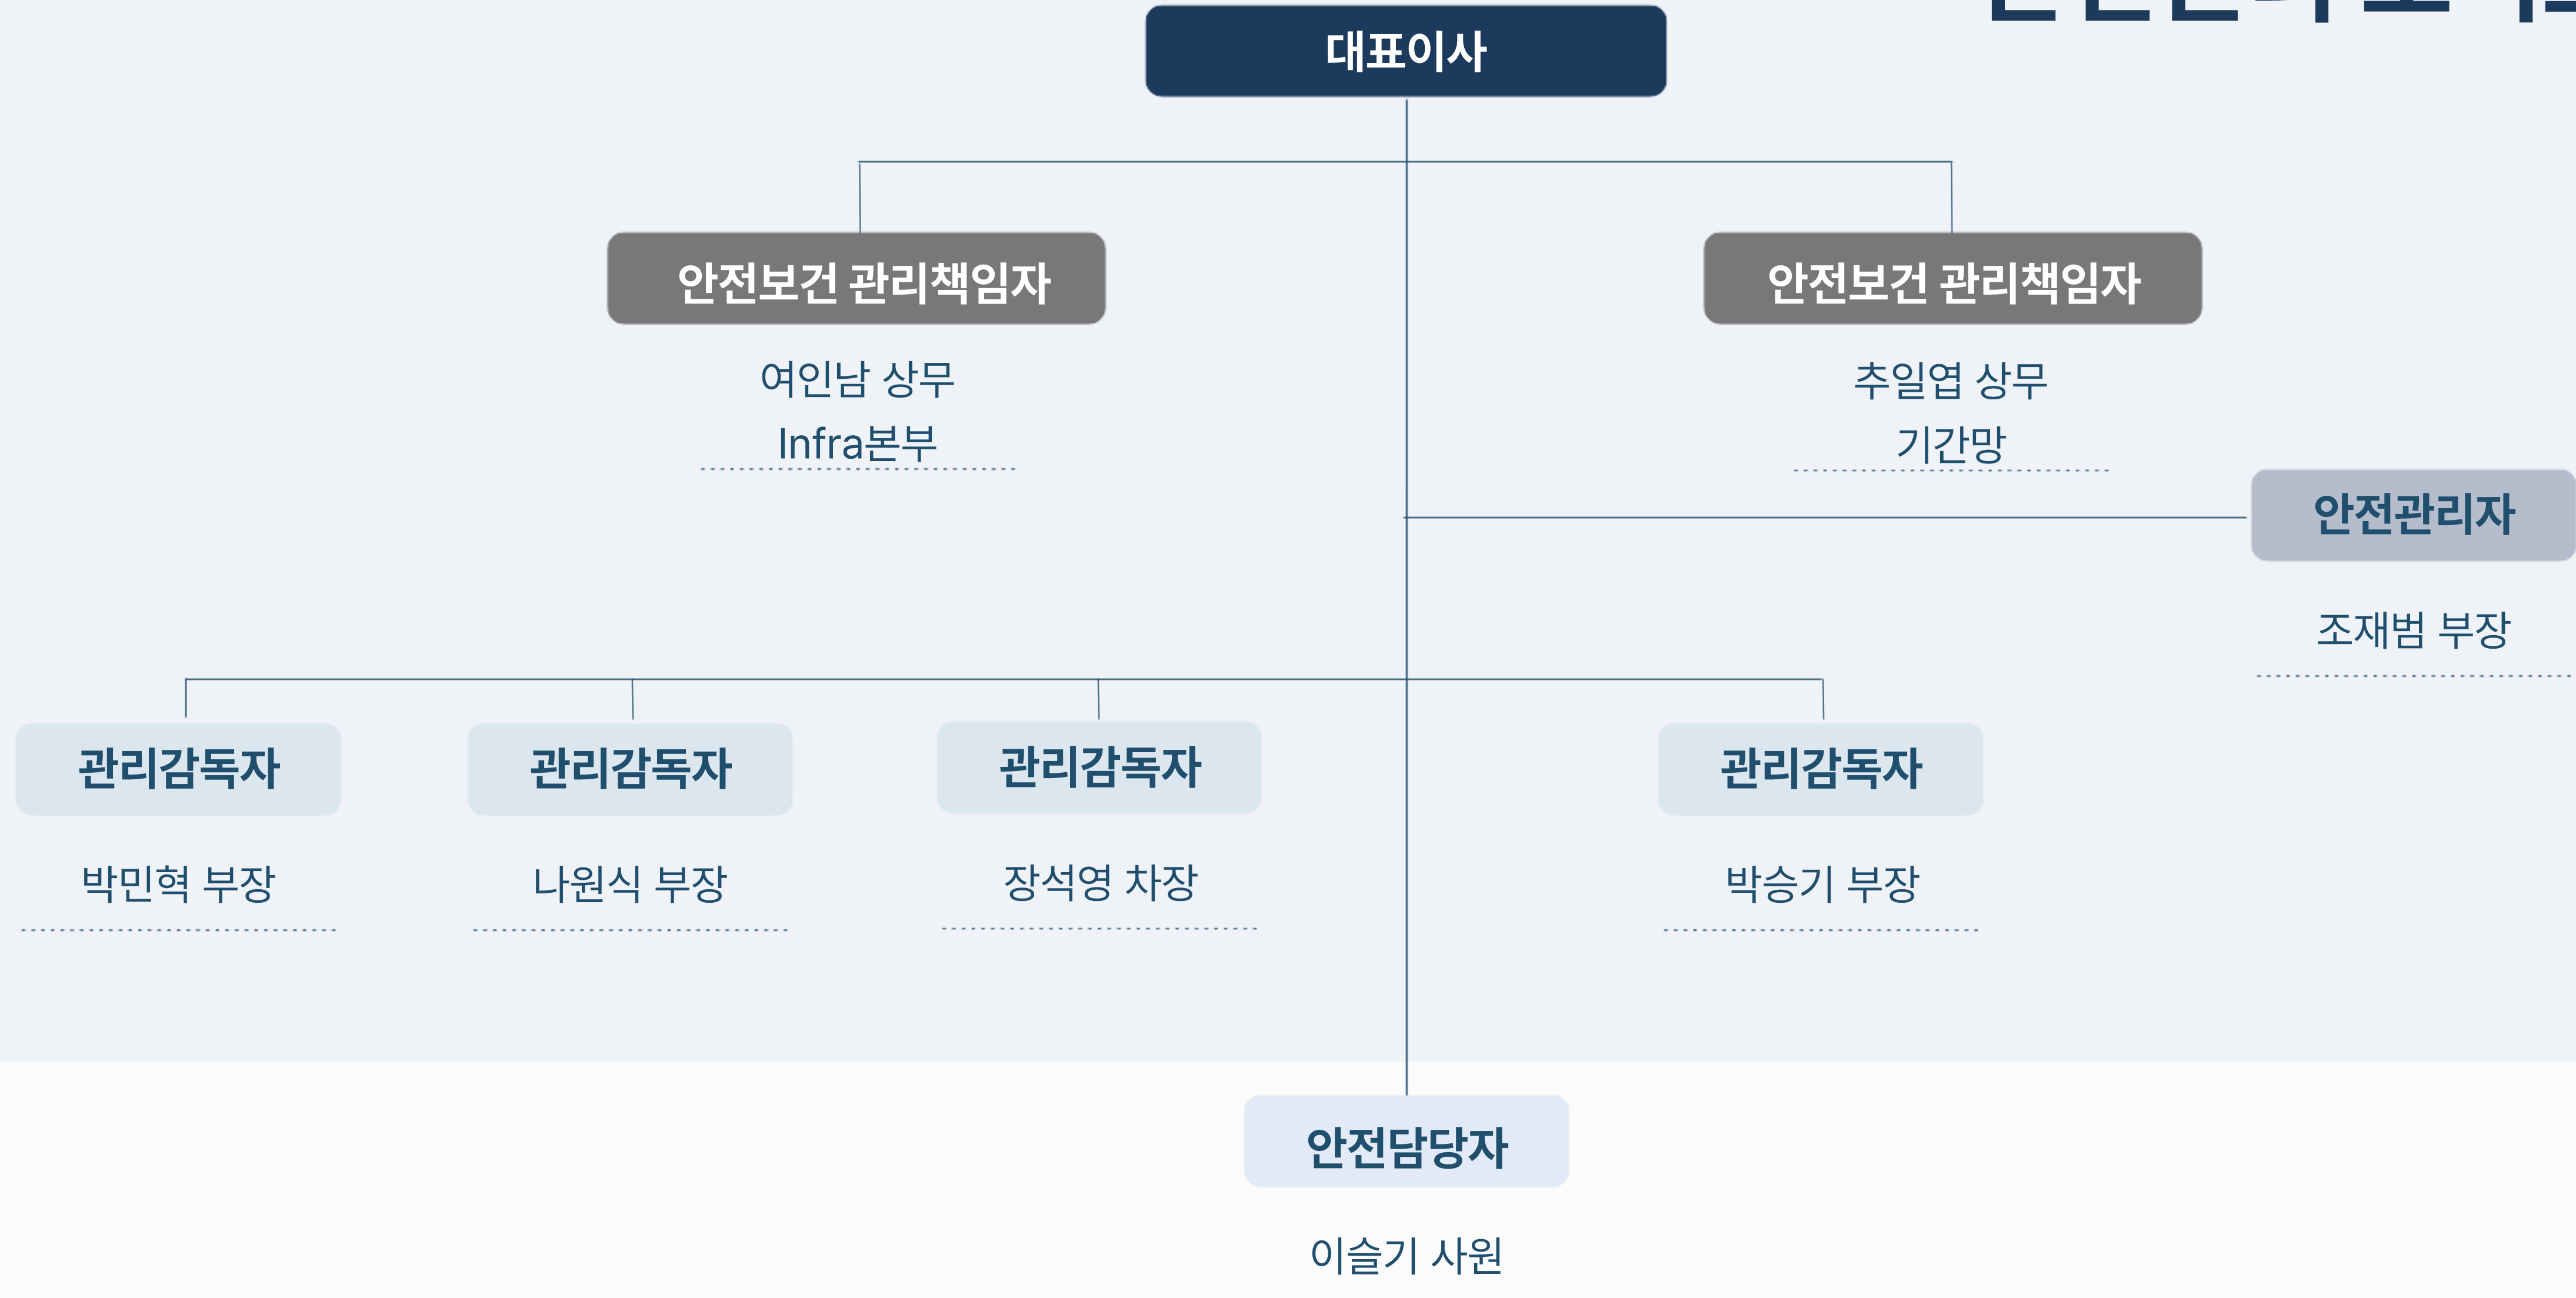 대표이사
안전보건 관리책임자
안전보건 관리책임자
여인남 상무
Infra본부
추일엽 상무
기간망
안전관리자
조재범 부장
관리감독자
관리감독자
관리감독자
관리감독자
박민혁 부장
나원식 부장
장석영 차장
박승기 부장
안전담당자
이슬기 사원